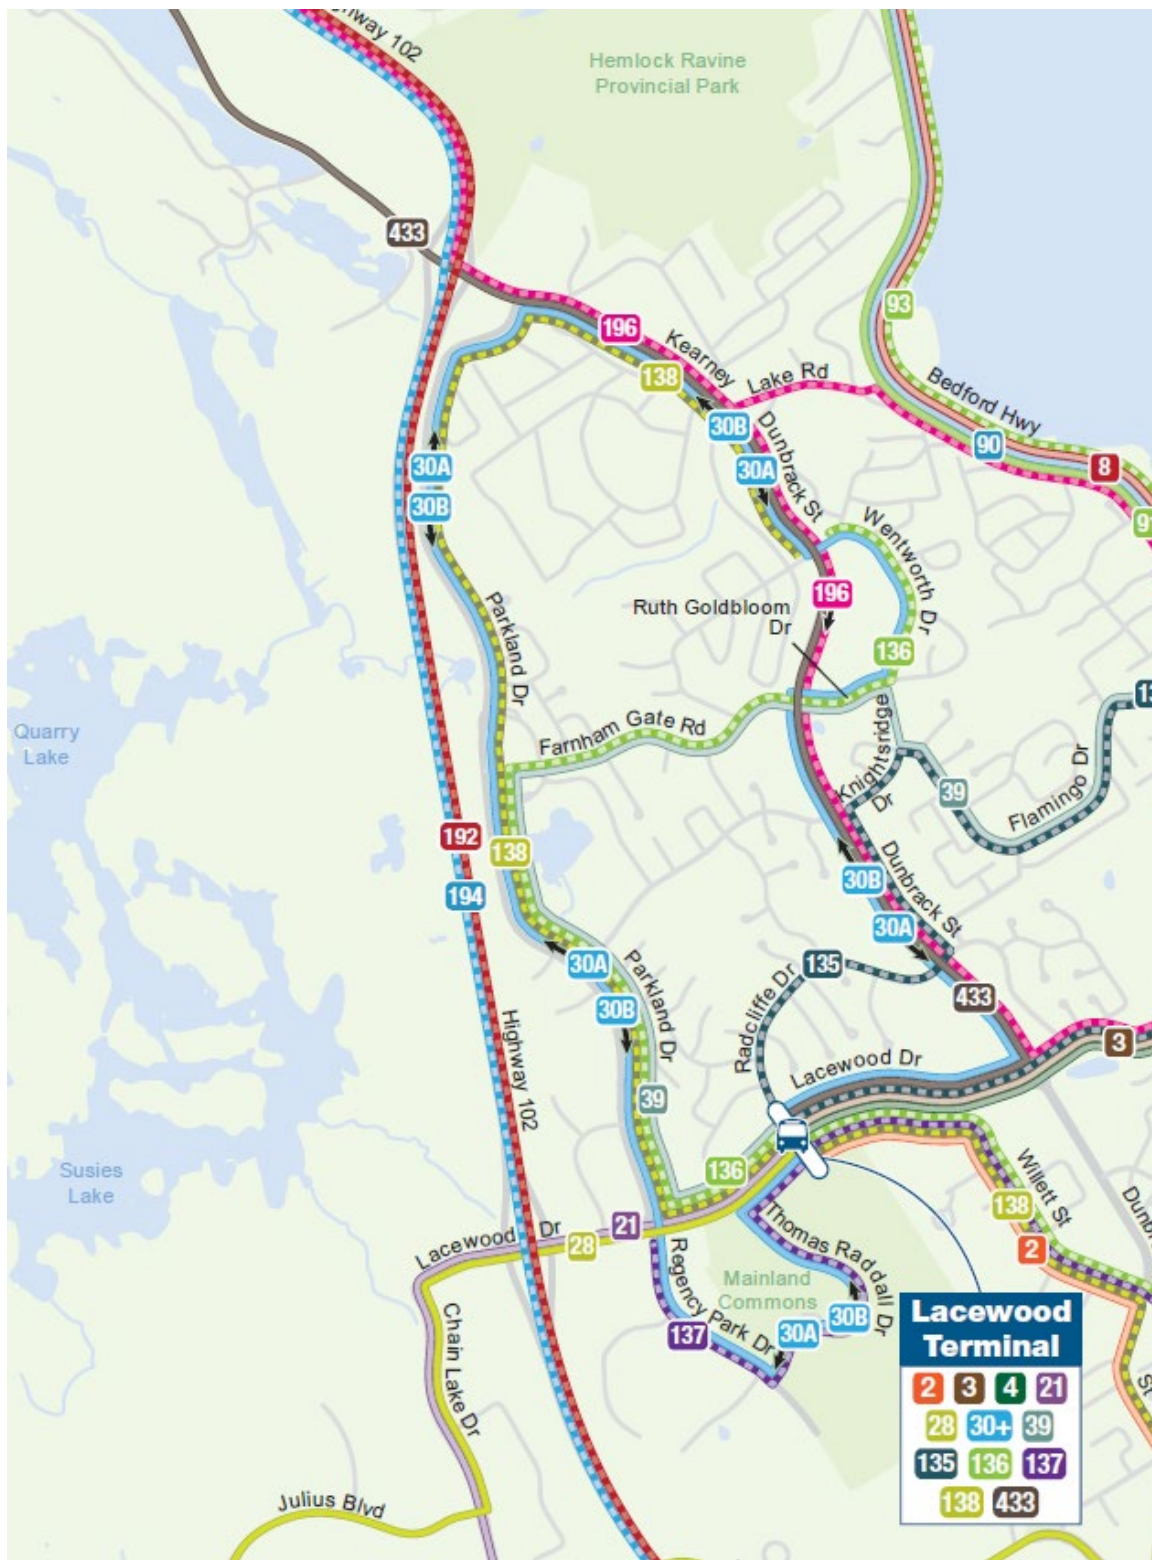 Highway 102
Hemlock Ravine
Provincial Park
433
93
196
Kearney
Lake Rd
138
Bedford Hwy
30B
90
8
30A
30A
Dunbrack St
30B
91
Wentworth Dr
196
Parkland Dr
Ruth Goldbloom
Dr
136
Quarry
Lake
Farnham Gate Rd
Knightsridge
Dr
39
Flamingo Dr
192
138
194
30B
Dunbrack St
30A
30A
Parkland Dr
135
Radcliffe Dr
433
30B
Highway 102
Lacewood Dr
3
39
136
Susies
Lake
Willett St
138
2
21
Lacewood Dr
28
Thomas Raddall Dr
Regency Park Dr
Mainland
Commons
30B
30A
137
Chain Lake Dr
Lacewood
Terminal
2 3 4 21
28 30+ 39
135 136 137
138 433
St
Julius Blvd